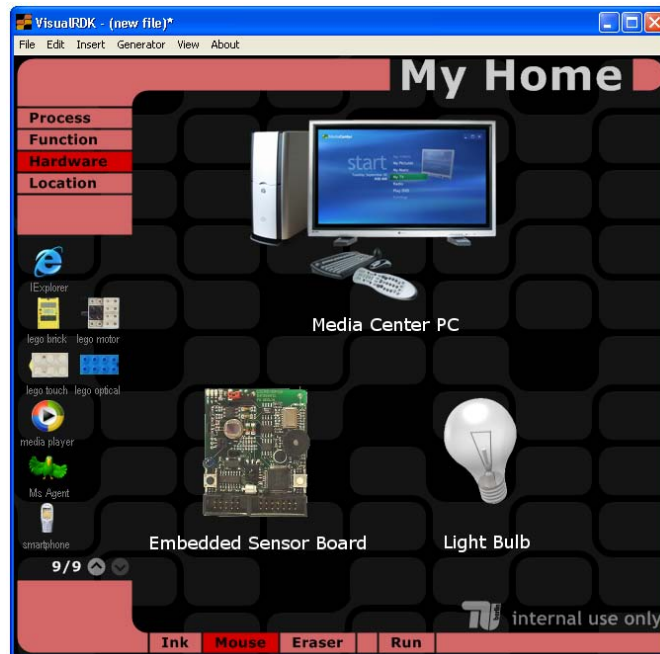 VisualRDK - (new file)*
File Edit Insert Generator View About
My Home
Process
Function
Hardware
Location
start
My TV
Media Center PC
IExplorer
lego brick lego motor
lego touch lego optical
media player
Ms Agent
smartphone
9/9
Embedded Sensor Board
Light Bulb
internal use only
Ink Mouse Eraser Run